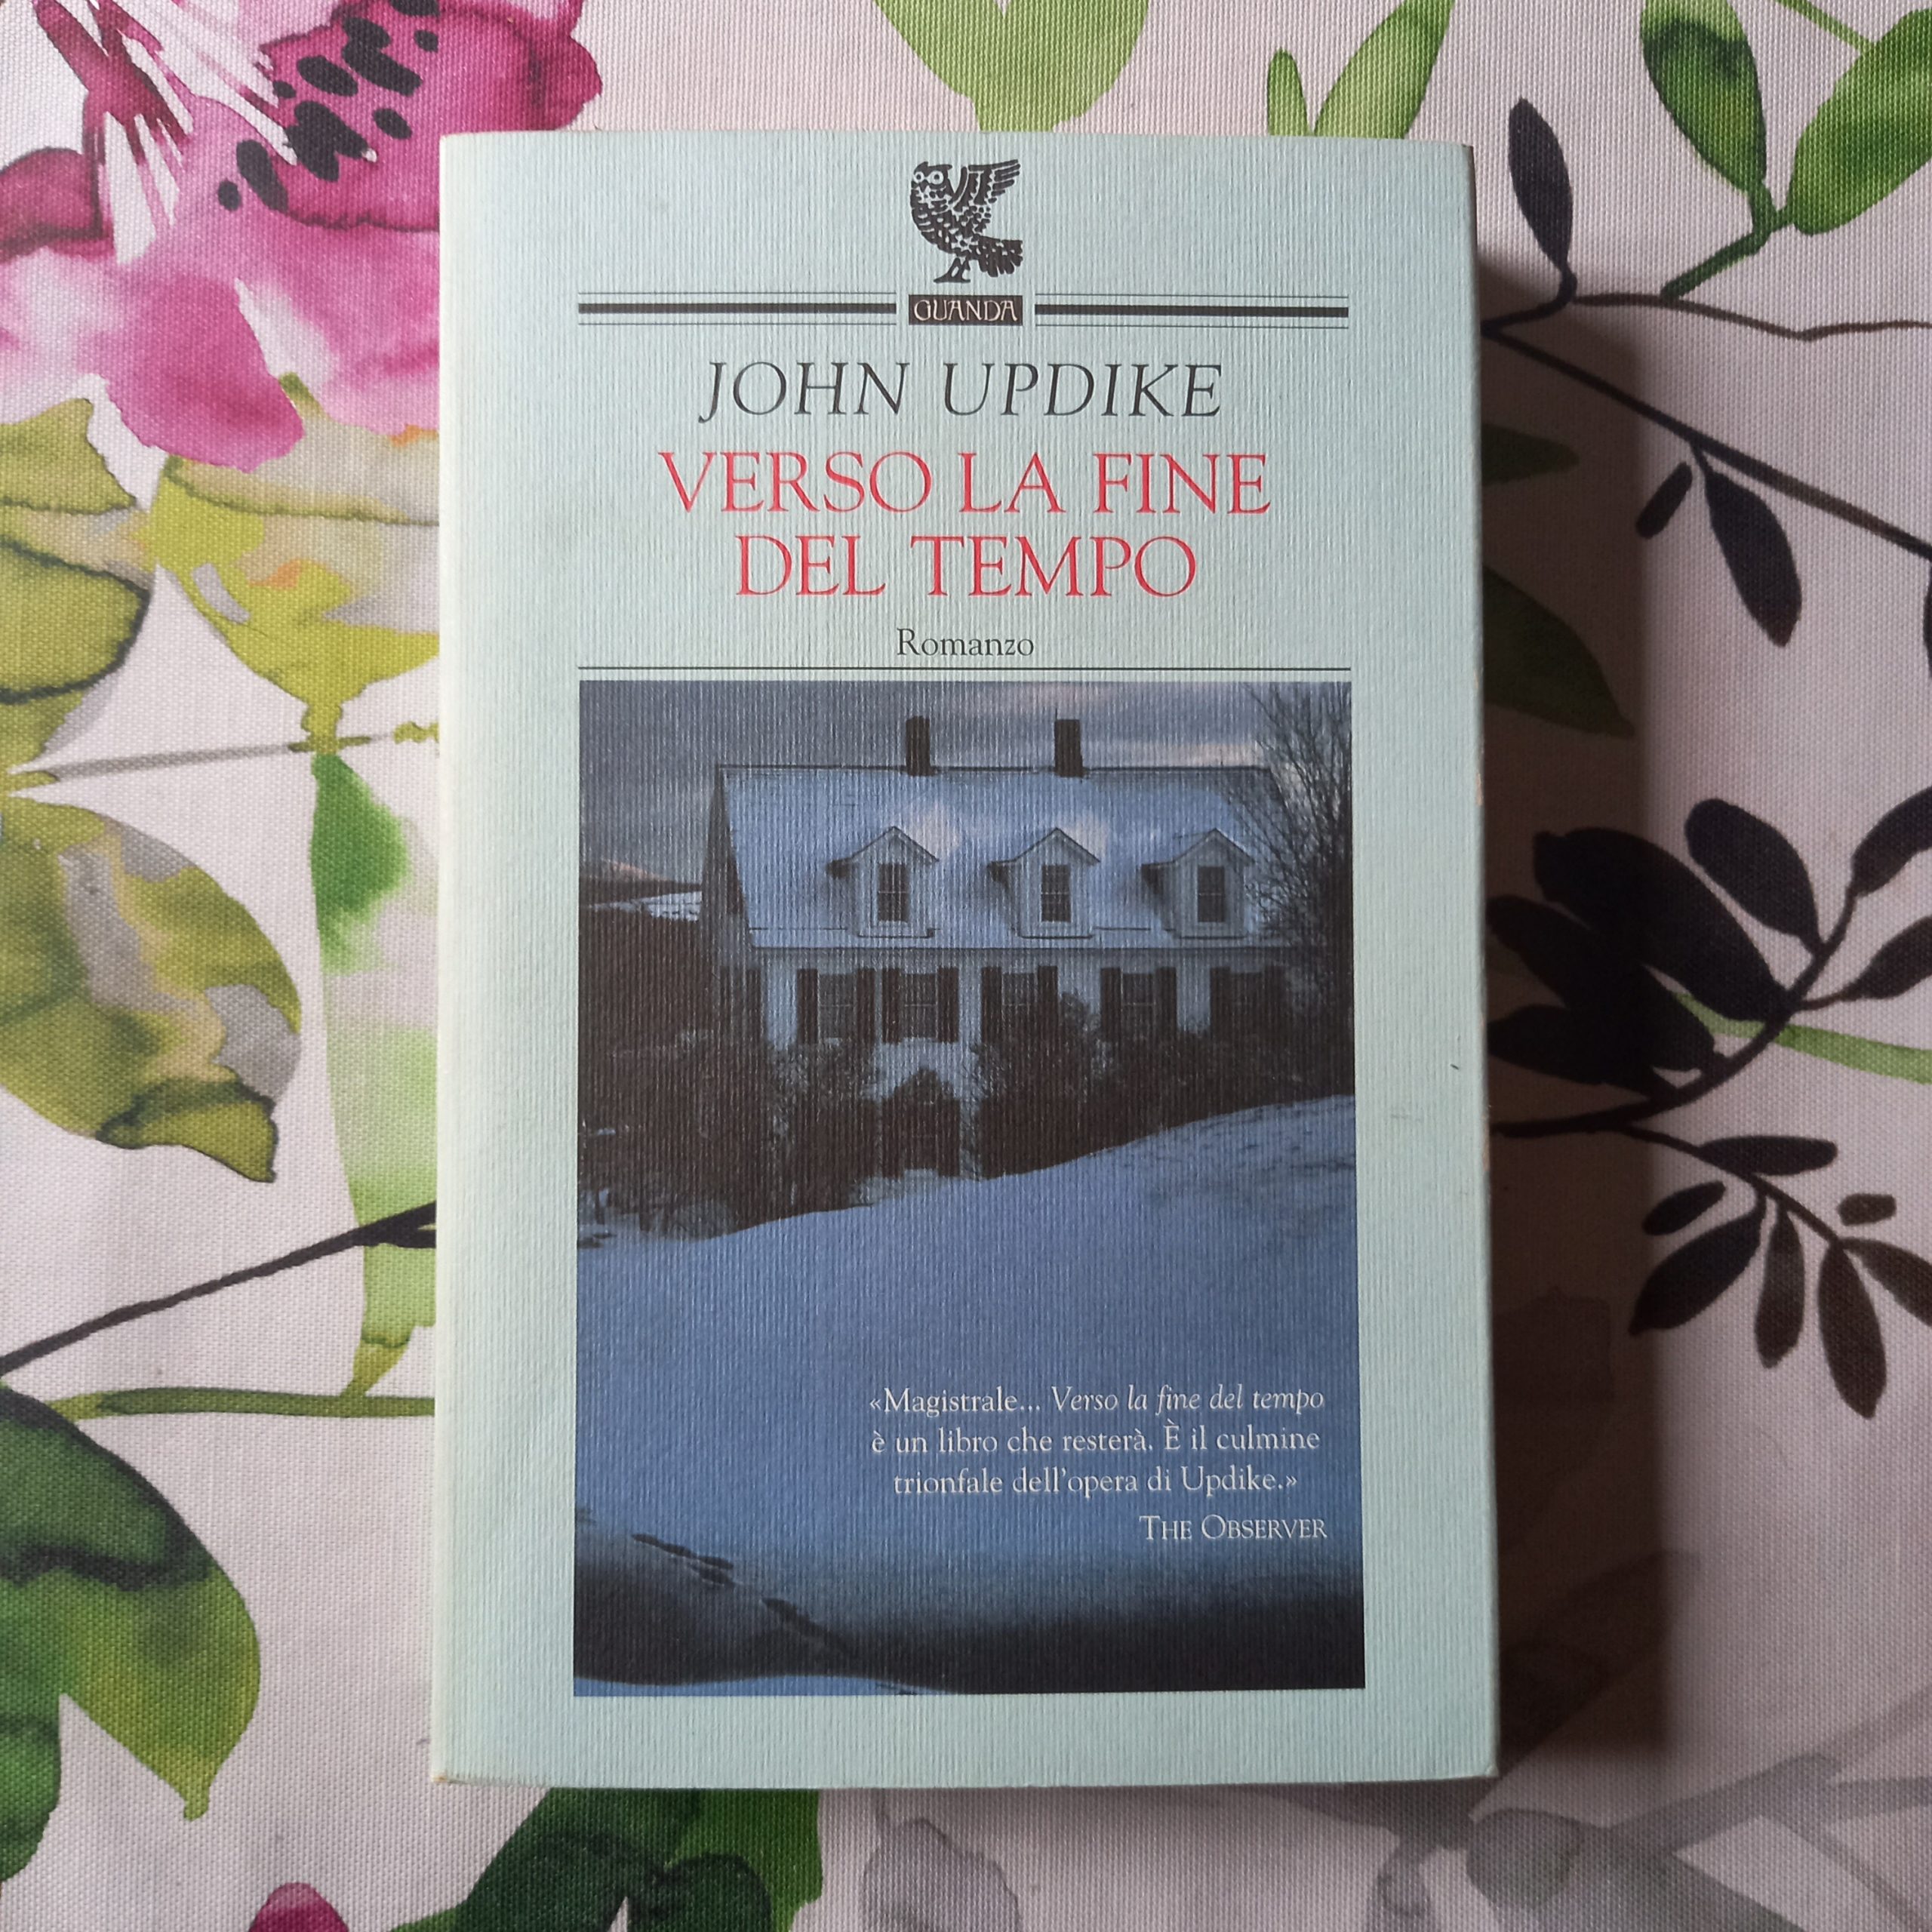 GUANDA
JOHN UPDIKE
VERSO LA FINE
DEL TEMPO
Romanzo
«Magistrale... Verso la fine del tempo
è un libro che resterà. È il culmine
trionfale dell'opera di Updike.»
THE OBSERVER